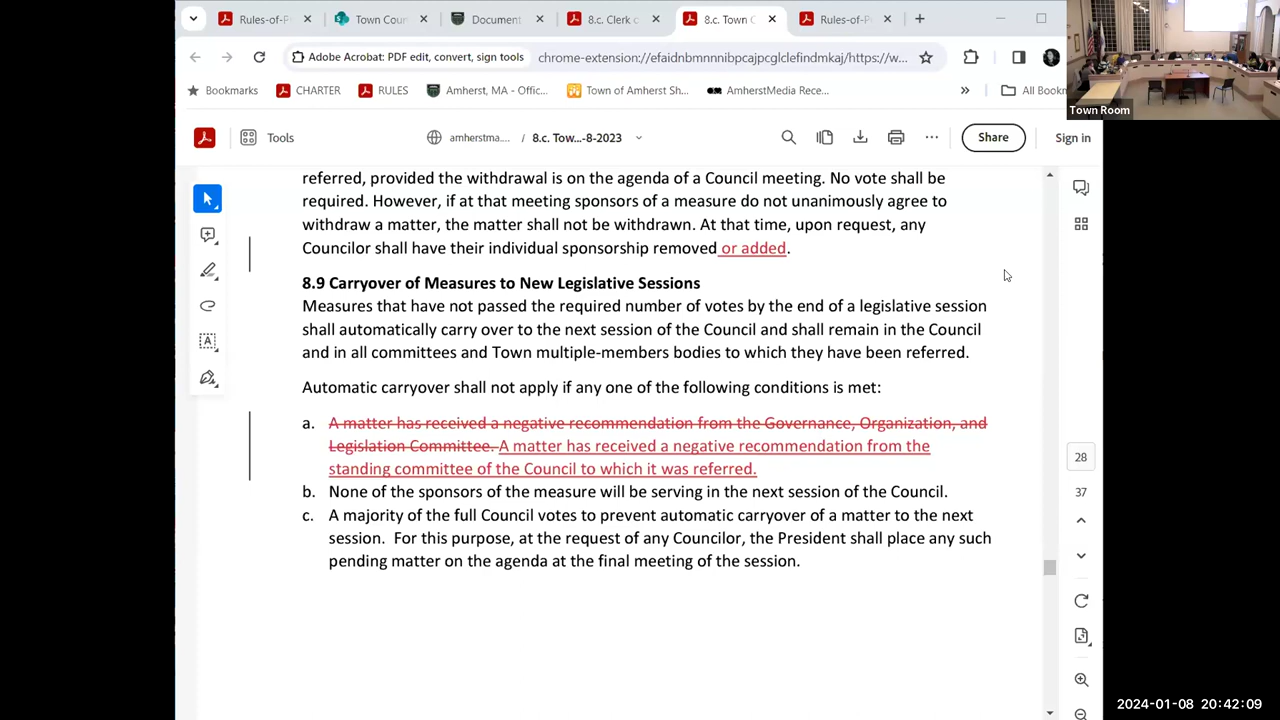 Rules-of-P
Town Cou
Document
8.c. Clerk o
8.c. Town C
Rules-of-P
Adobe Acrobat: PDF edit, convert, sign tools
chrome-extension://efaidnbmnnnibpcajpcglclefindmkaj/https://w...
Bookmarks
CHARTER
RULES
Amherst, MA - Offic...
Town of Amherst Sh...
AmherstMedia Rece...
»
All Bookm
Town Room
Tools
amherstma....
/ 8.c. Tow...-8-2023
Share
Sign in
referred, provided the withdrawal is on the agenda of a Council meeting. No vote shall be
required. However, if at that meeting sponsors of a measure do not unanimously agree to
withdraw a matter, the matter shall not be withdrawn. At that time, upon request, any
Councilor shall have their individual sponsorship removed or added.
8.9 Carryover of Measures to New Legislative Sessions
Measures that have not passed the required number of votes by the end of a legislative session
shall automatically carry over to the next session of the Council and shall remain in the Council
and in all committees and Town multiple-members bodies to which they have been referred.
Automatic carryover shall not apply if any one of the following conditions is met:
a. A matter has received a negative recommendation from the Governance, Organization, and
Legislation Committee. A matter has received a negative recommendation from the
standing committee of the Council to which it was referred.
b. None of the sponsors of the measure will be serving in the next session of the Council.
c. A majority of the full Council votes to prevent automatic carryover of a matter to the next
session. For this purpose, at the request of any Councilor, the President shall place any such
pending matter on the agenda at the final meeting of the session.
28
37
2024-01-08 20:42:09